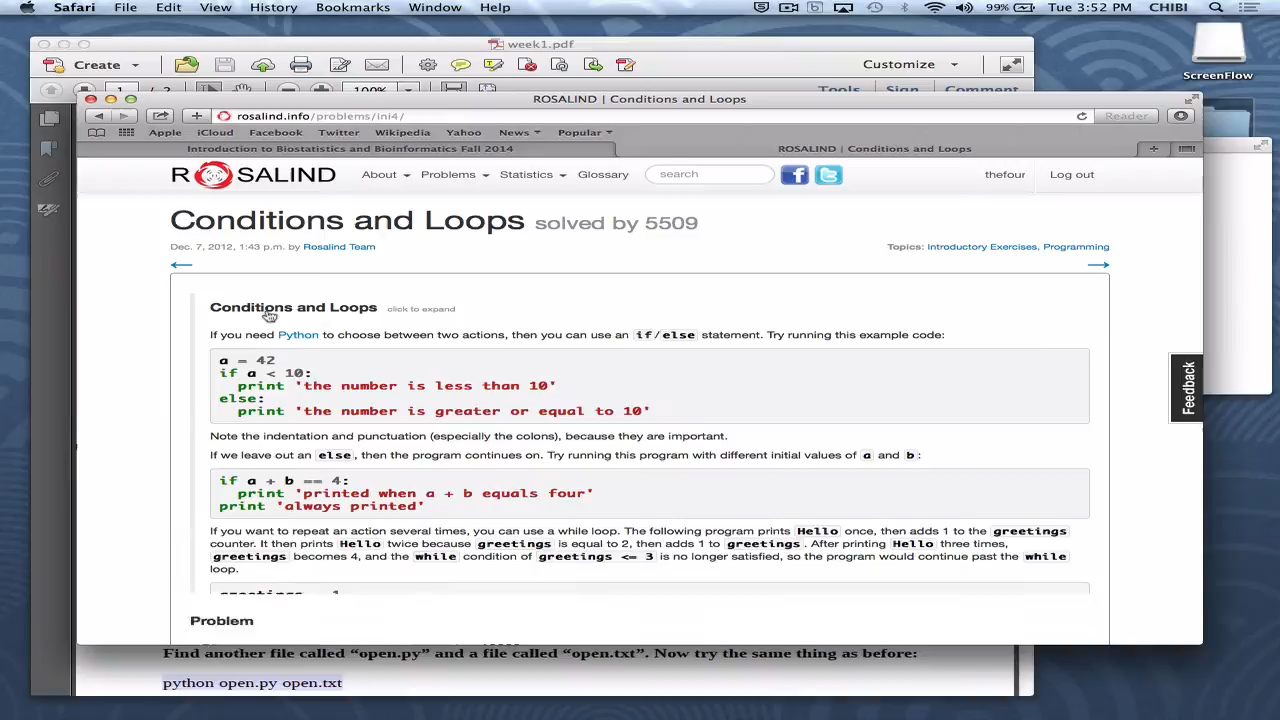 Safari File Edit View History Bookmarks Window Help 99% Tue 3:52 PM CHIBI
ScreenFlow
week1.pdf
Create Customize
1 / 2 100% Tools Sign Comment
ROSALIND | Conditions and Loops
rosalind.info/problems/ini4/ Reader
Apple iCloud Facebook Twitter Wikipedia Yahoo News Popular
Introduction to Biostatistics and Bioinformatics Fall 2014 ROSALIND | Conditions and Loops
ROSALIND About Problems Statistics Glossary search thefour Log out
Conditions and Loops solved by 5509
Dec. 7, 2012, 1:43 p.m. by Rosalind Team Topics: Introductory Exercises, Programming
Conditions and Loops click to expand
If you need Python to choose between two actions, then you can use an if/else statement. Try running this example code:
a = 42
if a < 10:
print 'the number is less than 10'
else:
print 'the number is greater or equal to 10'
Note the indentation and punctuation (especially the colons), because they are important.
If we leave out an else, then the program continues on. Try running this program with different initial values of a and b:
if a + b == 4:
print 'printed when a + b equals four'
print 'always printed'
If you want to repeat an action several times, you can use a while loop. The following program prints Hello once, then adds 1 to the greetings
counter. It then prints Hello twice because greetings is equal to 2, then adds 1 to greetings. After printing Hello three times,
greetings becomes 4, and the while condition of greetings <= 3 is no longer satisfied, so the program would continue past the while
loop.
greetings = 1
Problem
Feedback
Find another file called “open.py” and a file called “open.txt”. Now try the same thing as before:
python open.py open.txt